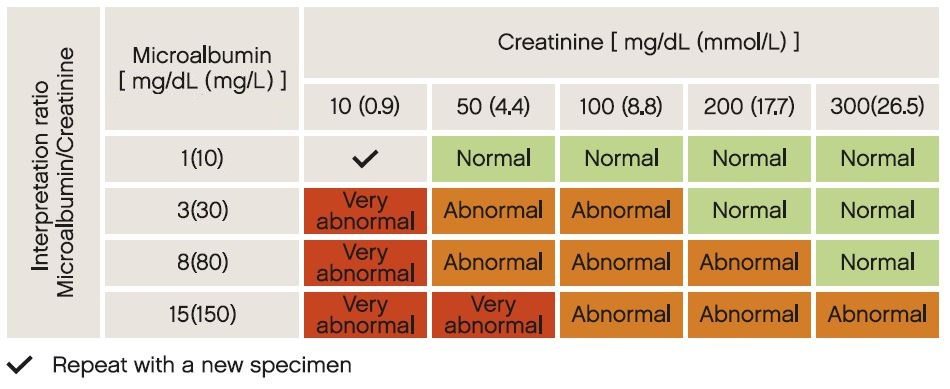 Interpretation ratio
Microalbumin/Creatinine
Microalbumin
[ mg/dL (mg/L) ]
Creatinine [ mg/dL (mmol/L) ]
10 (0.9) 50 (4.4) 100 (8.8) 200 (17.7) 300(26.5)
1(10) ✓ Normal Normal Normal Normal
3(30) Very abnormal Abnormal Abnormal Normal Normal
8(80) Very abnormal Abnormal Abnormal Abnormal Normal
15(150) Very abnormal Very abnormal Abnormal Abnormal Abnormal
✓ Repeat with a new specimen